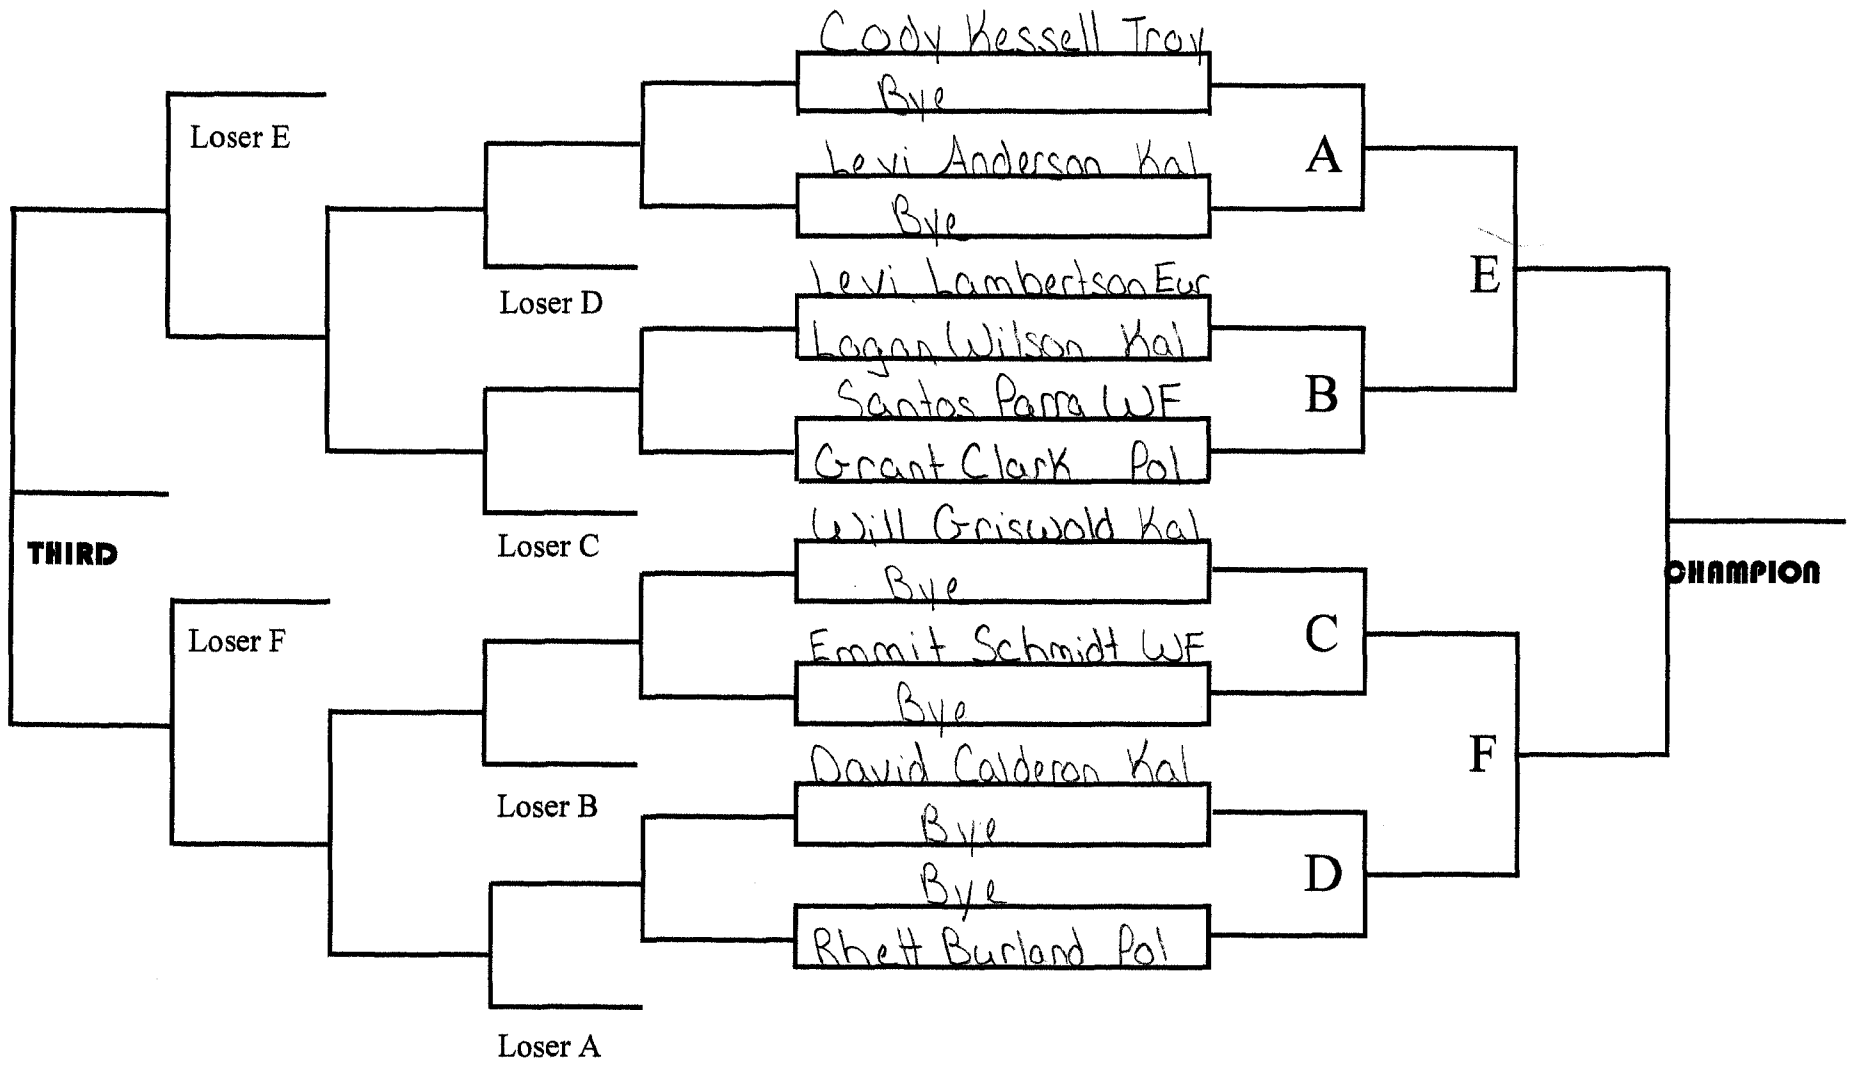 Cody Kessell Troy
Bye
Loser E
Levi Anderson Kal
A
Bye
Levi Lambertson Eur
E
Loser D
Logan Wilson Kal
Santos Parra WF
B
Grant Clark Pol
Will Griswold Kal
Loser C
THIRD
CHAMPION
Bye
Loser F
Emmit Schmidt WF
C
Bye
David Calderon Kal
F
Loser B
Bye
Bye
D
Rhett Burland Pol
Loser A